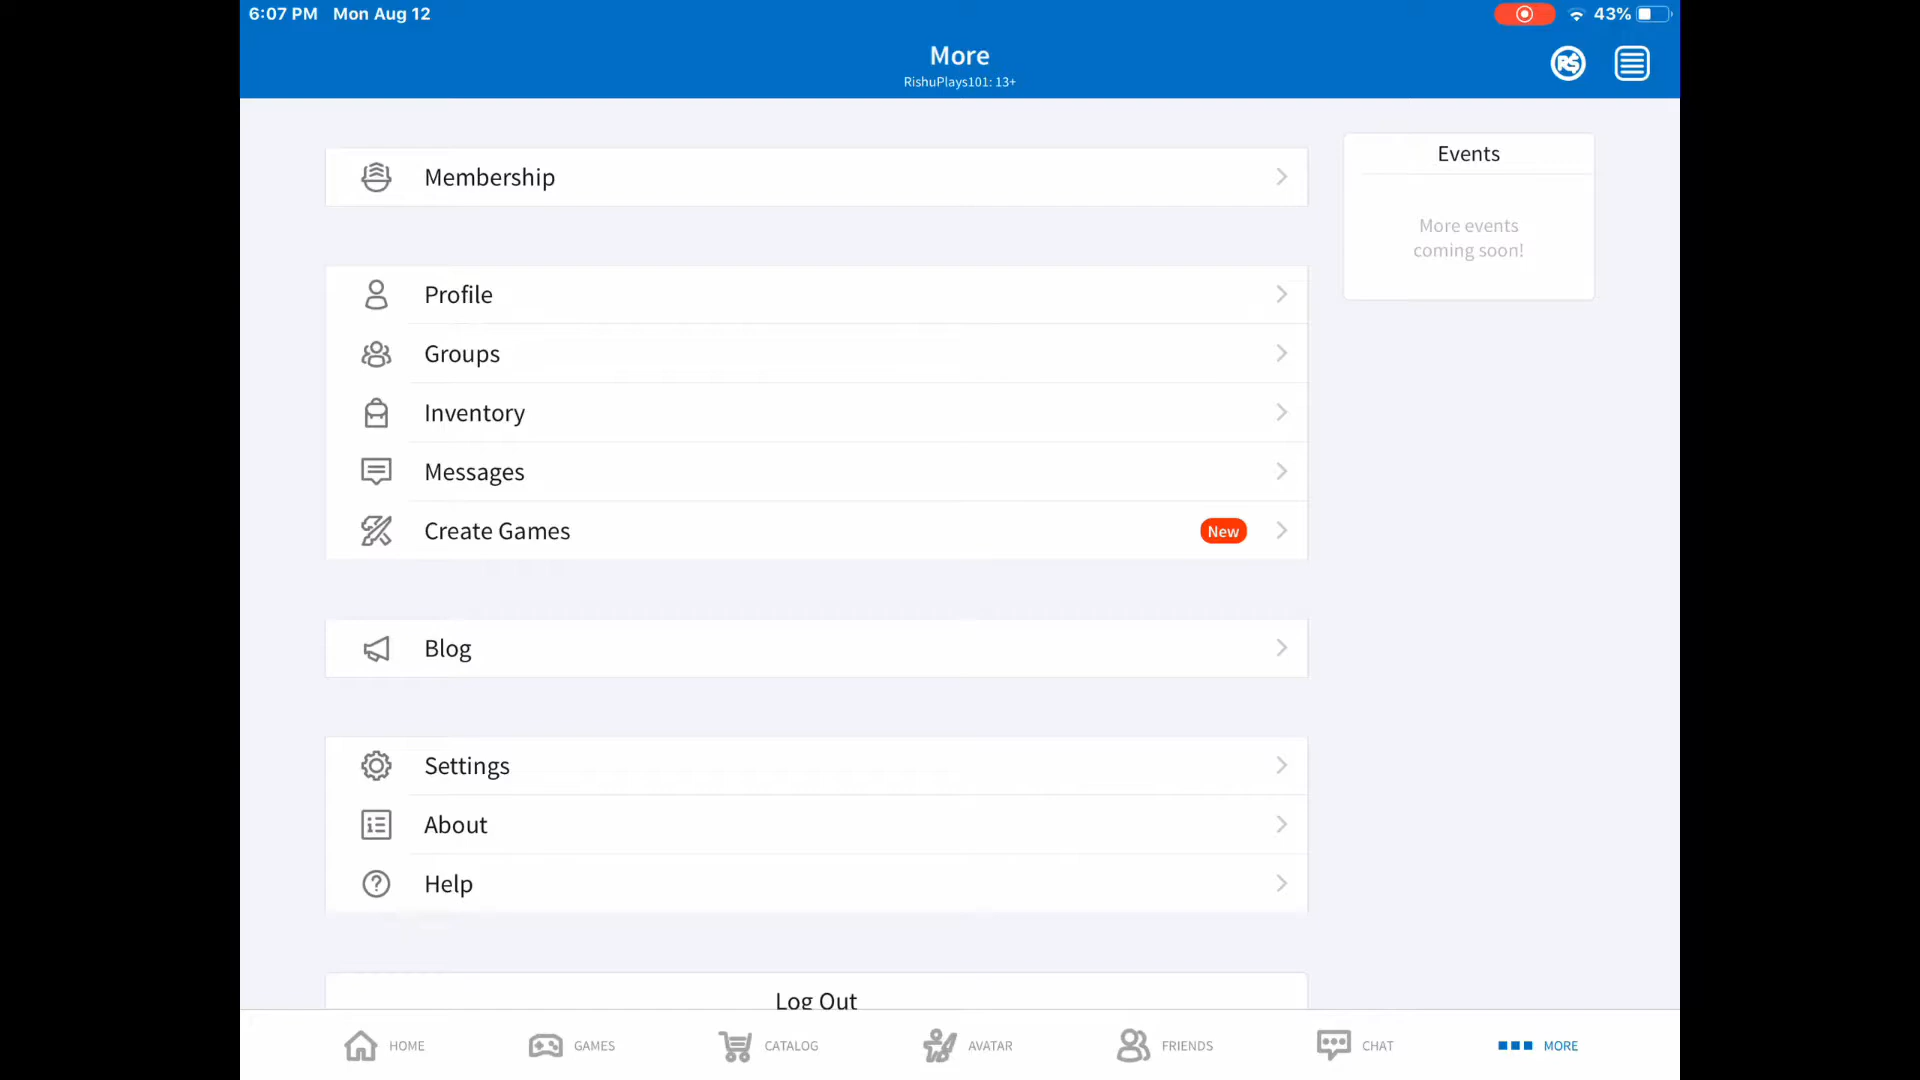 6:07 PM Mon Aug 12
43%
More
RishuPlays101: 13+
R$
Membership
Events
More events
coming soon!
Profile
Groups
Inventory
Messages
Create Games
New
Blog
Settings
About
Help
Log Out
HOME
GAMES
CATALOG
AVATAR
FRIENDS
CHAT
MORE